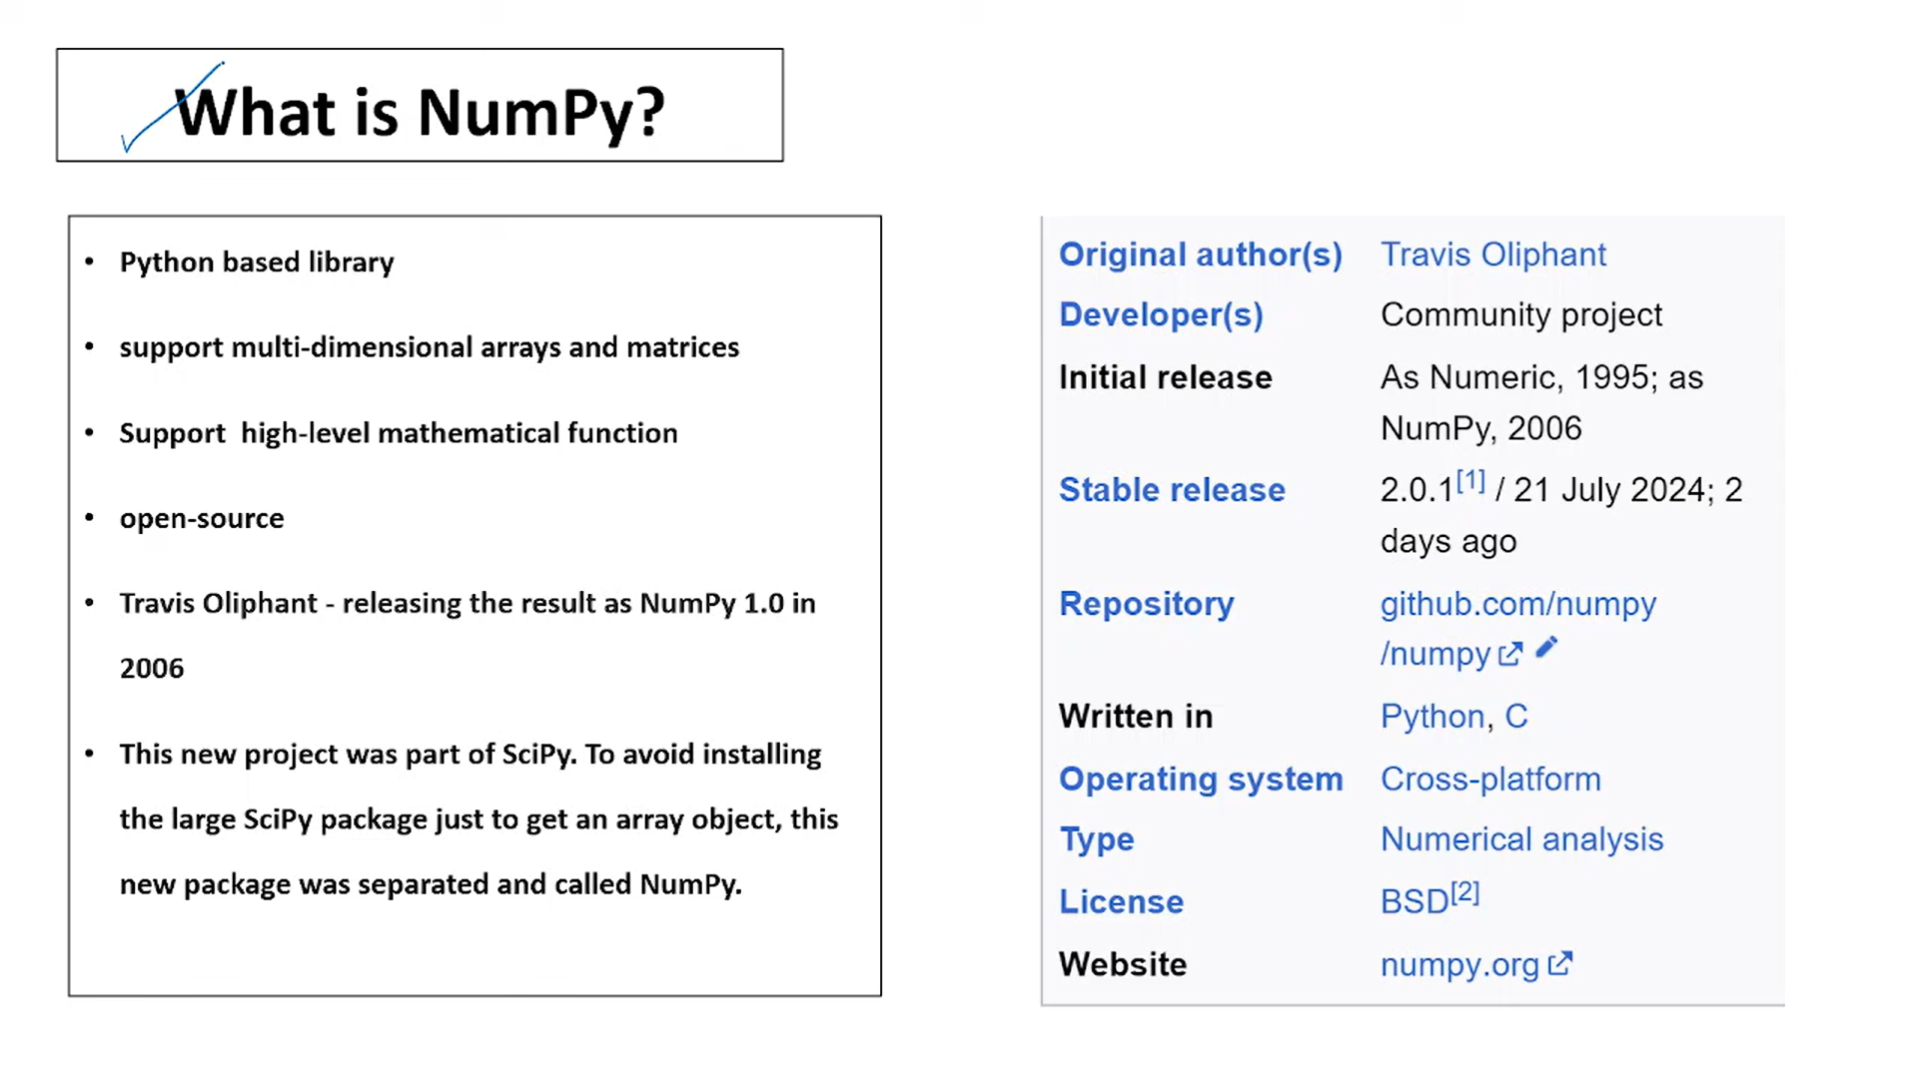 What is NumPy?
• Python based library
• support multi-dimensional arrays and matrices
• Support high-level mathematical function
• open-source
• Travis Oliphant - releasing the result as NumPy 1.0 in
2006
• This new project was part of SciPy. To avoid installing
the large SciPy package just to get an array object, this
new package was separated and called NumPy.
Original author(s) Travis Oliphant
Developer(s) Community project
Initial release As Numeric, 1995; as
NumPy, 2006
Stable release 2.0.1[1] / 21 July 2024; 2
days ago
Repository github.com/numpy
/numpy
Written in Python, C
Operating system Cross-platform
Type Numerical analysis
License BSD[2]
Website numpy.org